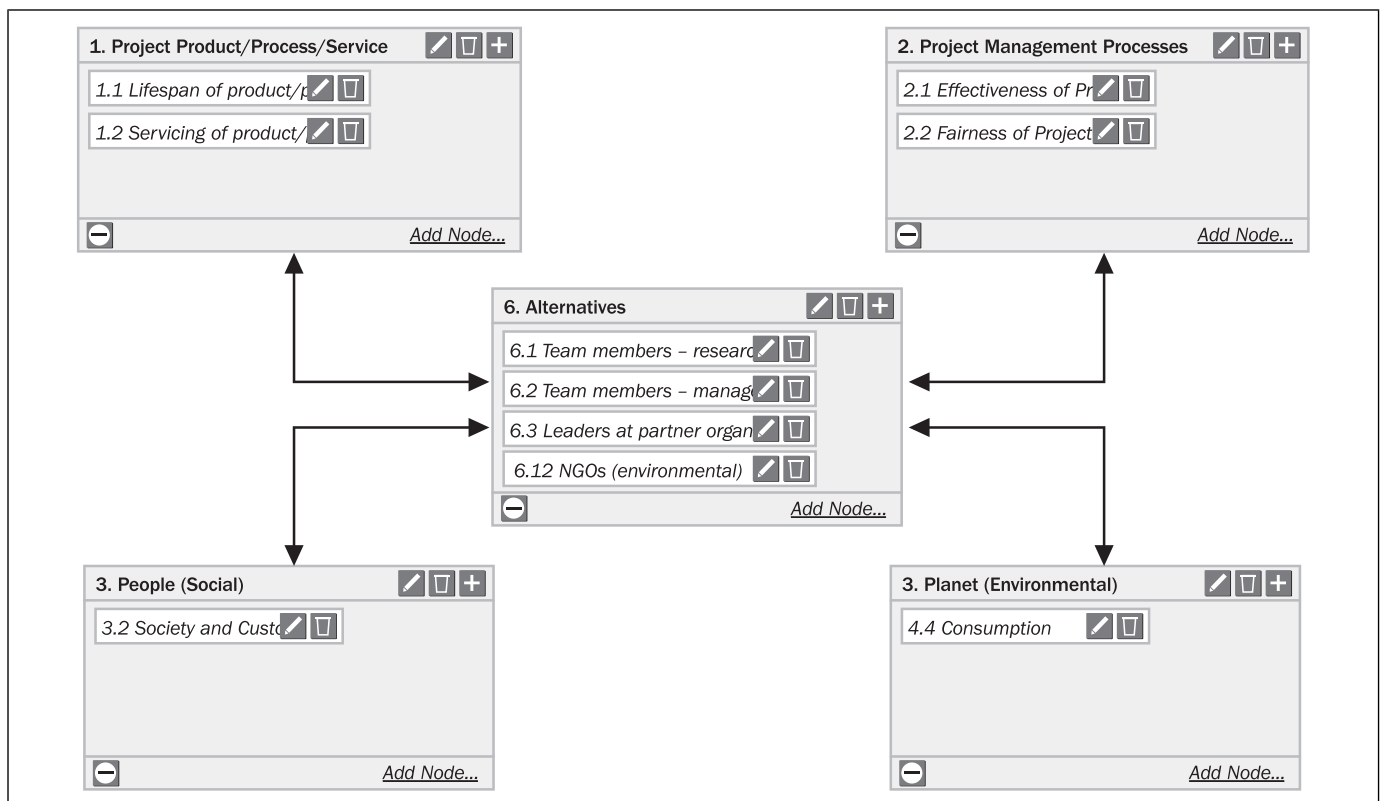 1. Project Product/Process/Service
1.1 Lifespan of product/p
1.2 Servicing of product/
Add Node...
2. Project Management Processes
2.1 Effectiveness of Pr
2.2 Fairness of Project
Add Node...
6. Alternatives
6.1 Team members – researc
6.2 Team members – manag
6.3 Leaders at partner organ
6.12 NGOs (environmental)
Add Node...
3. People (Social)
3.2 Society and Custo
Add Node...
3. Planet (Environmental)
4.4 Consumption
Add Node...